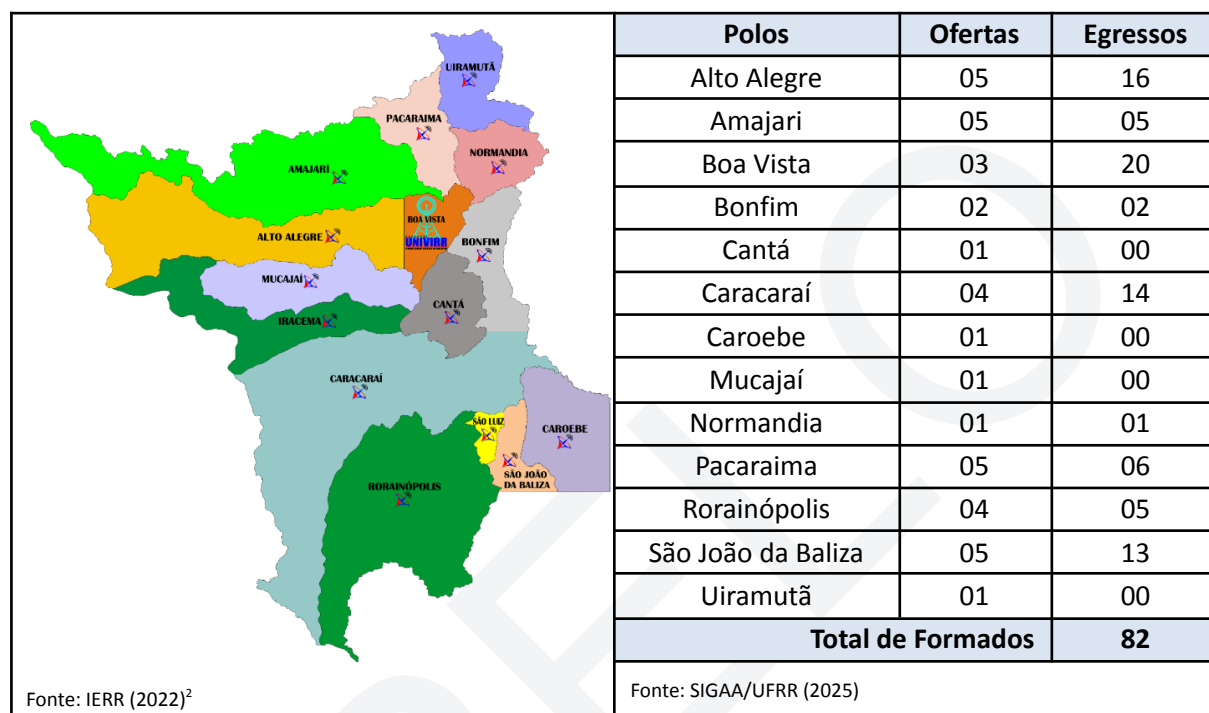 UIRAMUTÃ
PACARAIMA
NORMANDIA
AMAJARÍ
BOA VISTA
UNIVIRR
ALTO ALEGRE
BONFIM
MUCAJAÍ
CANTÁ
IRACEMA
CARACARAÍ
SÃO LUIZ
CAROEBE
SÃO JOÃO
DA BALIZA
RORAINÓPOLIS
Fonte: IERR (2022)²
Polos Ofertas Egressos
Alto Alegre 05 16
Amajari 05 05
Boa Vista 03 20
Bonfim 02 02
Cantá 01 00
Caracaraí 04 14
Caroebe 01 00
Mucajaí 01 00
Normandia 01 01
Pacaraima 05 06
Rorainópolis 04 05
São João da Baliza 05 13
Uiramutã 01 00
Total de Formados 82
Fonte: SIGAA/UFRR (2025)